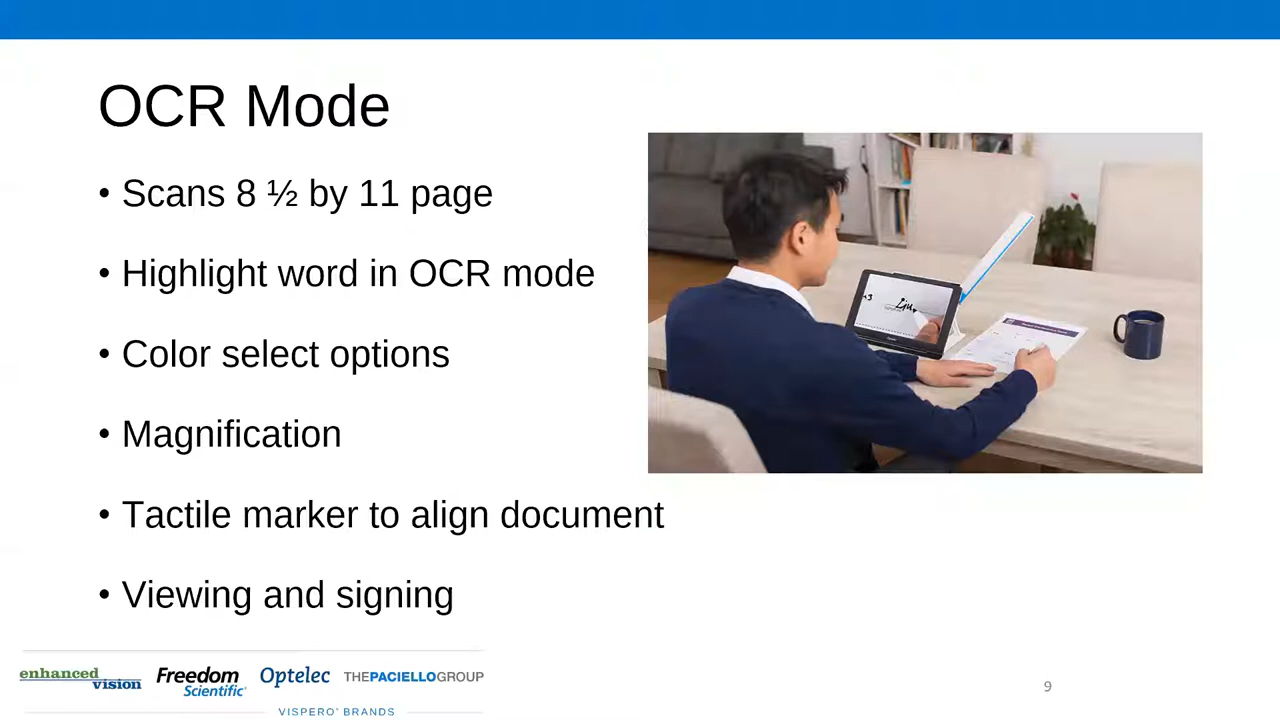 OCR Mode
• Scans 8 ½ by 11 page
• Highlight word in OCR mode
• Color select options
• Magnification
• Tactile marker to align document
• Viewing and signing
enhanced vision
Freedom Scientific®
Optelec
THEPACIELLOGROUP
VISPERO® BRANDS
9